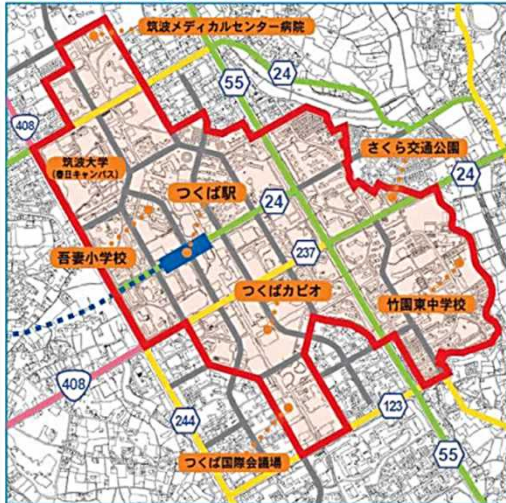 筑波メディカルセンター病院
55
24
408
さくら交通公園
筑波大学
(春日キャンパス)
つくば駅
24
24
吾妻小学校
237
つくばカピオ
竹園東中学校
408
244
123
つくば国際会議場
55